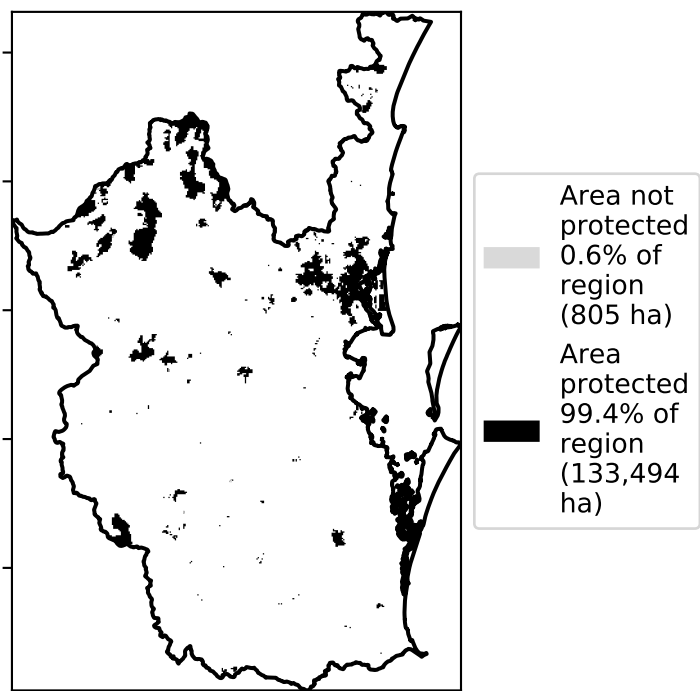 Area not
protected
0.6% of
region
(805 ha)
Area
protected
99.4% of
region
(133,494
ha)